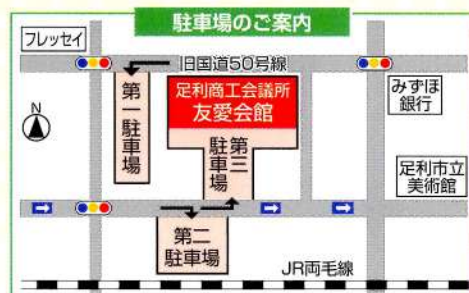 駐車場のご案内
フレッセイ
旧国道50号線
N
第一駐車場
足利商工会議所
友愛会館
みずほ
銀行
第三
駐車場
足利市立
美術館
第二
駐車場
JR両毛線